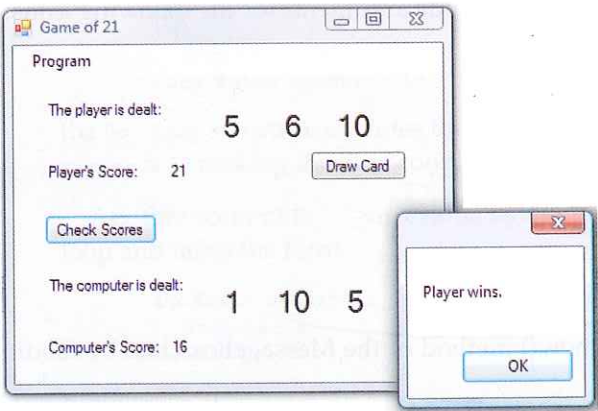 Game of 21
Program
The player is dealt:
5 6 10
Player's Score: 21
Draw Card
Check Scores
The computer is dealt:
1 10 5
Computer's Score: 16
Player wins.
OK